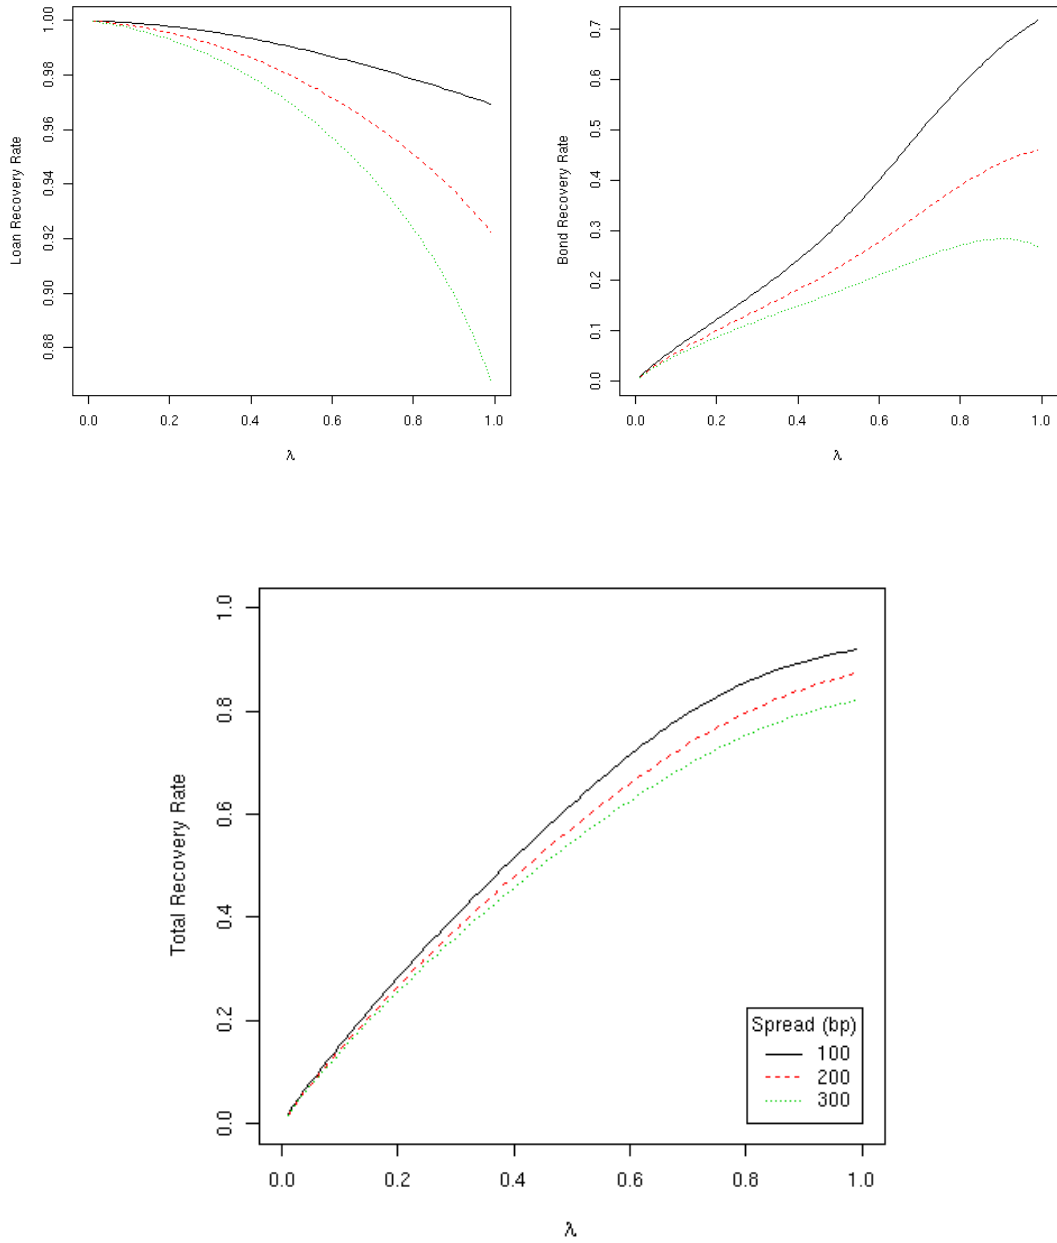 Loan Recovery Rate
1.00
0.98
0.96
0.94
0.92
0.90
0.88
0.0 0.2 0.4 0.6 0.8 1.0
λ
Bond Recovery Rate
0.7
0.6
0.5
0.4
0.3
0.2
0.1
0.0
0.0 0.2 0.4 0.6 0.8 1.0
λ
Total Recovery Rate
1.0
0.8
0.6
0.4
0.2
0.0
0.0 0.2 0.4 0.6 0.8 1.0
λ
Spread (bp)
100
200
300